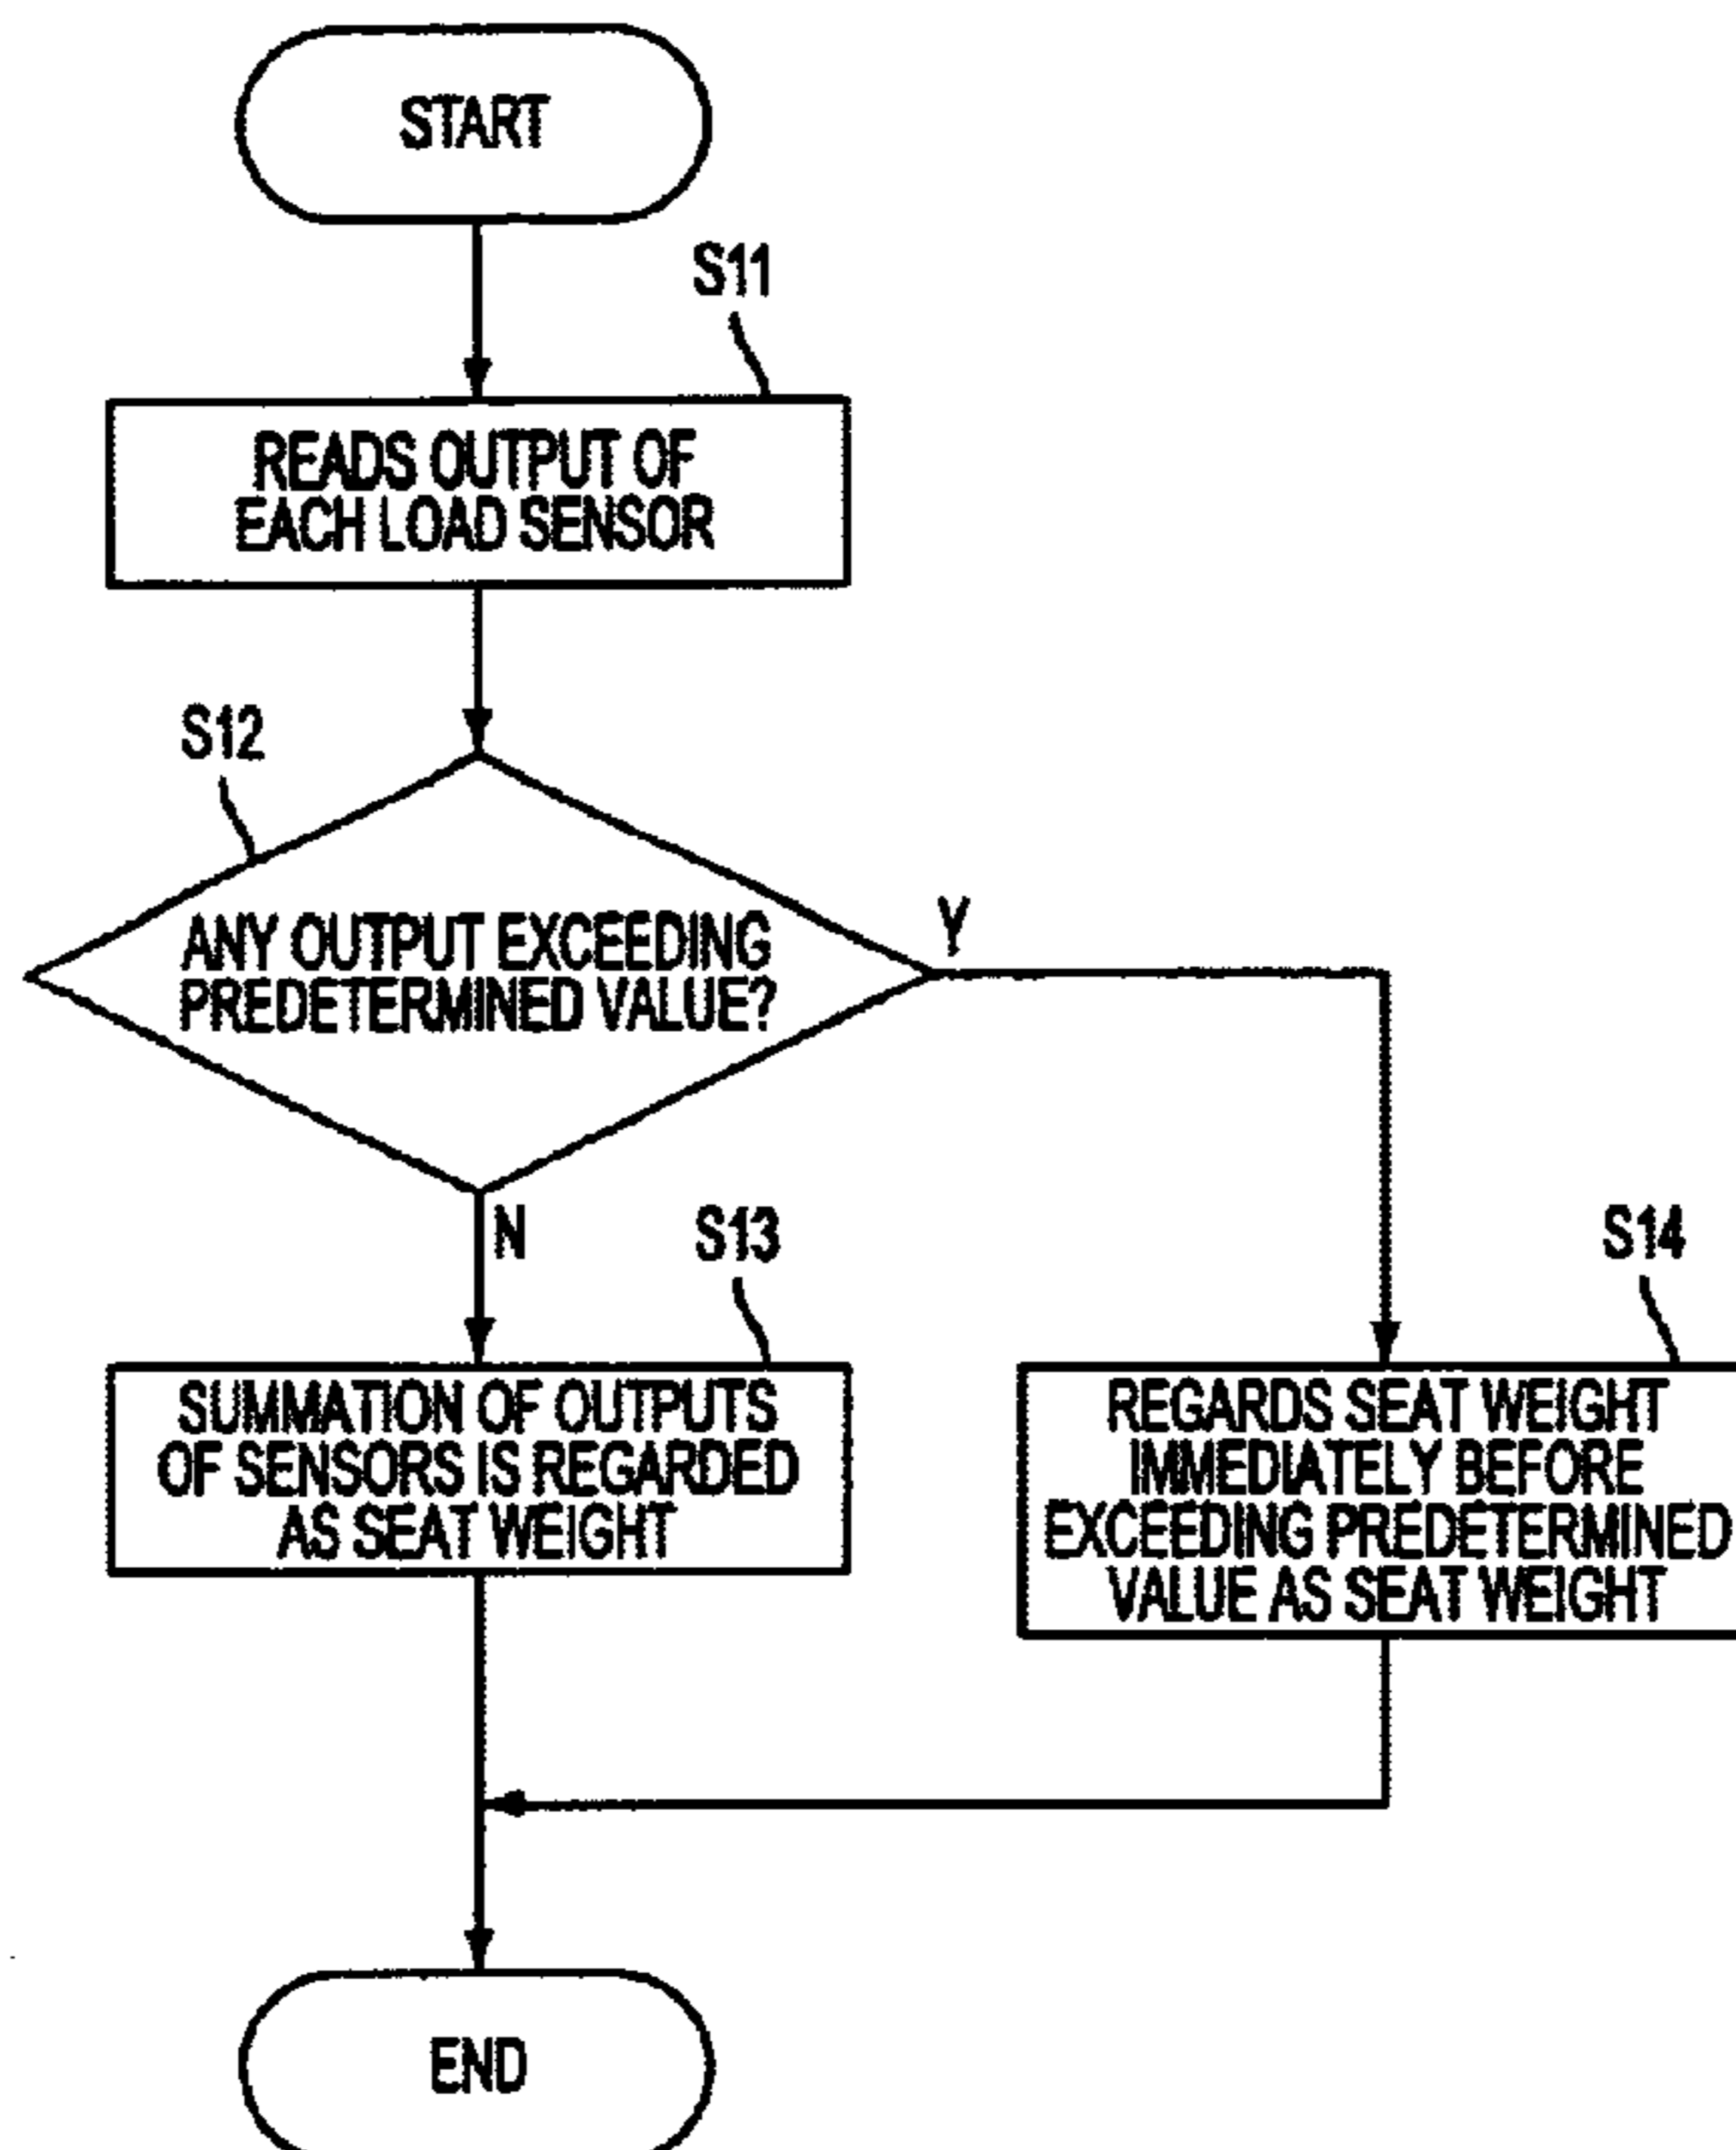 START
S11
READS OUTPUT OF
EACH LOAD SENSOR
S12
ANY OUTPUT EXCEEDING
PREDETERMINED VALUE?
Y
N
S13
SUMMATION OF OUTPUTS
OF SENSORS IS REGARDED
AS SEAT WEIGHT
S14
REGARDS SEAT WEIGHT
IMMEDIATELY BEFORE
EXCEEDING PREDETERMINED
VALUE AS SEAT WEIGHT
END